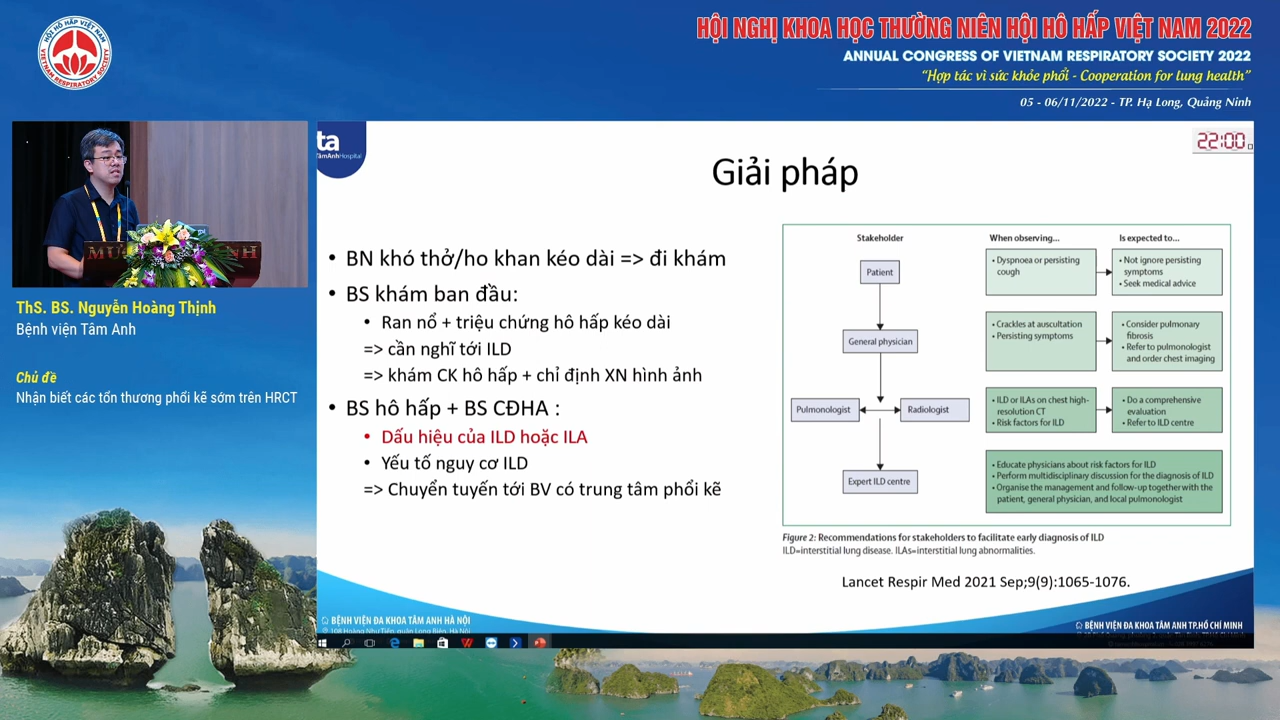 HỘI HÔ HẤP VIỆT NAM
VIETNAM RESPIRATORY SOCIETY
HỘI NGHỊ KHOA HỌC THƯỜNG NIÊN HỘI HÔ HẤP VIỆT NAM 2022
ANNUAL CONGRESS OF VIETNAM RESPIRATORY SOCIETY 2022
“Hợp tác vì sức khỏe phổi - Cooperation for lung health”
05 - 06/11/2022 - TP. Hạ Long, Quảng Ninh
ThS. BS. Nguyễn Hoàng Thịnh
Bệnh viện Tâm Anh
Chủ đề
Nhận biết các tổn thương phổi kẽ sớm trên HRCT
ta
TâmAnhHospital
22:00
Giải pháp
• BN khó thở/ho khan kéo dài => đi khám
• BS khám ban đầu:
• Ran nổ + triệu chứng hô hấp kéo dài
=> cần nghĩ tới ILD
=> khám CK hô hấp + chỉ định XN hình ảnh
• BS hô hấp + BS CĐHA :
• Dấu hiệu của ILD hoặc ILA
• Yếu tố nguy cơ ILD
=> Chuyển tuyến tới BV có trung tâm phổi kẽ
Stakeholder
When observing...
Is expected to...
Patient
• Dyspnoea or persisting
cough
• Not ignore persisting
symptoms
• Seek medical advice
General physician
• Crackles at auscultation
• Persisting symptoms
• Consider pulmonary
fibrosis
• Refer to pulmonologist
and order chest imaging
Pulmonologist
Radiologist
• ILD or ILAs on chest high-
resolution CT
• Risk factors for ILD
• Do a comprehensive
evaluation
• Refer to ILD centre
Expert ILD centre
• Educate physicians about risk factors for ILD
• Perform multidisciplinary discussion for the diagnosis of ILD
• Organise the management and follow-up together with the
patient, general physician, and local pulmonologist
Figure 2: Recommendations for stakeholders to facilitate early diagnosis of ILD
ILD=interstitial lung disease. ILAs=interstitial lung abnormalities.
Lancet Respir Med 2021 Sep;9(9):1065-1076.
BỆNH VIỆN ĐA KHOA TÂM ANH HÀ NỘI
108 Hoàng Như Tiếp, quận Long Biên, Hà Nội
BỆNH VIỆN ĐA KHOA TÂM ANH TP.HỒ CHÍ MINH